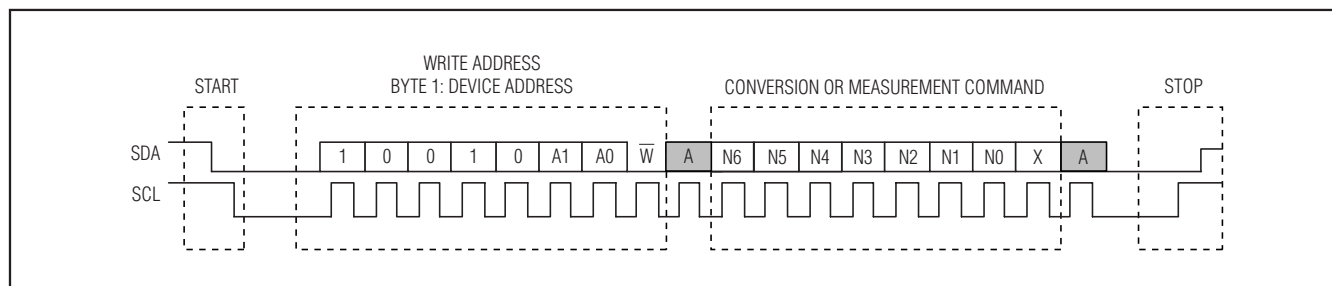 WRITE ADDRESS
START BYTE 1: DEVICE ADDRESS CONVERSION OR MEASUREMENT COMMAND STOP
SDA 1 0 0 1 0 A1 A0 W̅ A N6 N5 N4 N3 N2 N1 N0 X A
SCL